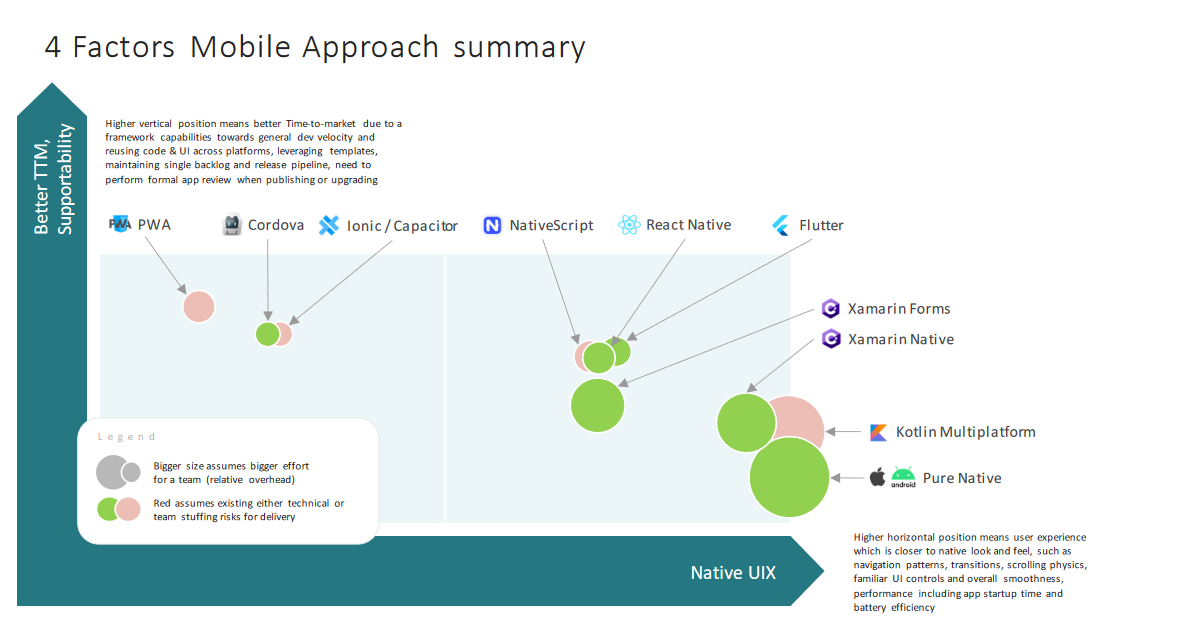 4 Factors Mobile Approach summary
Better TTM,
Supportability
Higher vertical position means better Time-to-market due to a
framework capabilities towards general dev velocity and
reusing code & UI across platforms, leveraging templates,
maintaining single backlog and release pipeline, need to
perform formal app review when publishing or upgrading
PWA PWA
Cordova
Ionic / Capacitor
N NativeScript
React Native
Flutter
C# Xamarin Forms
C# Xamarin Native
Kotlin Multiplatform
android Pure Native
Legend
Bigger size assumes bigger effort
for a team (relative overhead)
Red assumes existing either technical or
team stuffing risks for delivery
Native UIX
Higher horizontal position means user experience
which is closer to native look and feel, such as
navigation patterns, transitions, scrolling physics,
familiar UI controls and overall smoothness,
performance including app startup time and
battery efficiency